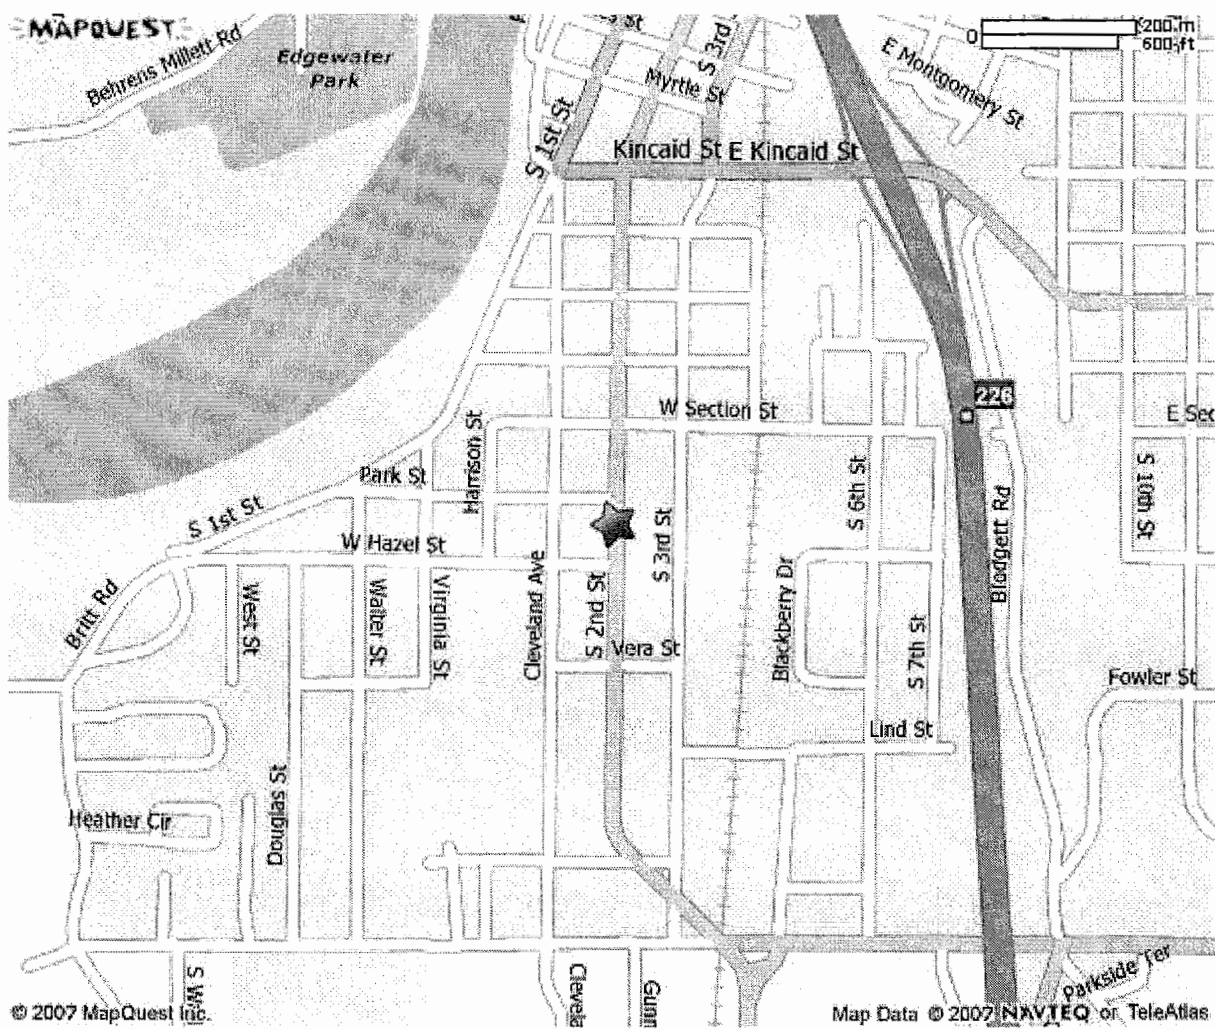 MAPQUEST
Behrens Millett Rd
Edgewater
Park
St
S 3rd
Myrtle St
0
200 m
600 ft
E Montgomery St
S 1st St
Kincaid St
E Kincaid St
226
W Section St
E Sec
Harrison St
Park St
S 1st St
W Hazel St
S 3rd St
S 6th St
S 10th St
Blodgett Rd
Britt Rd
West St
Walter St
Virginia St
Cleveland Ave
S 2nd St
Vera St
Blackberry Dr
S 7th St
Fowler St
Lind St
Douglas St
Heather Cir
S W
Clevela
Gunn
Parkside Ter
© 2007 MapQuest Inc.
Map Data © 2007 NAVTEQ or TeleAtlas